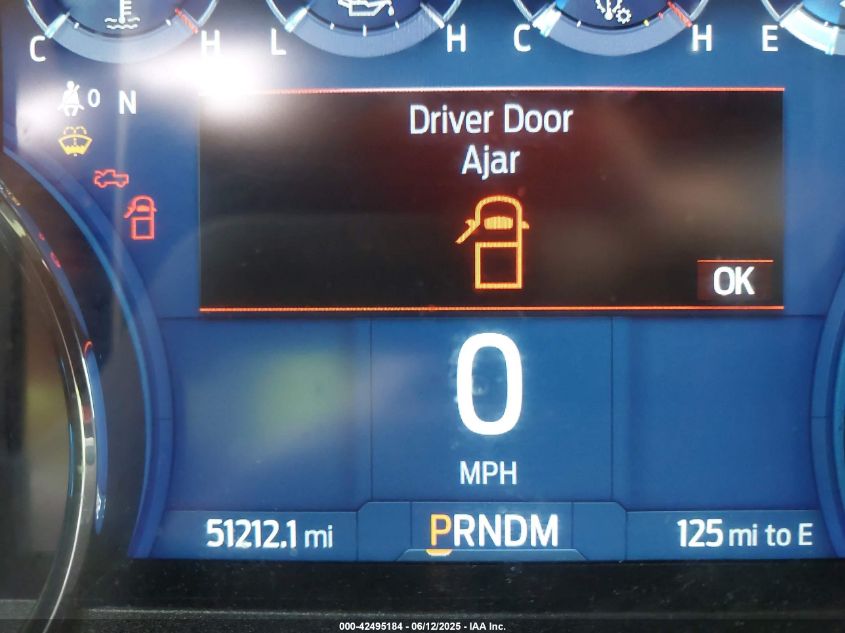 C H L H C H E
0 N
Driver Door
Ajar
OK
0
MPH
51212.1 mi PRNDM 125 mi to E
000-42495184 - 06/12/2025 - IAA Inc.